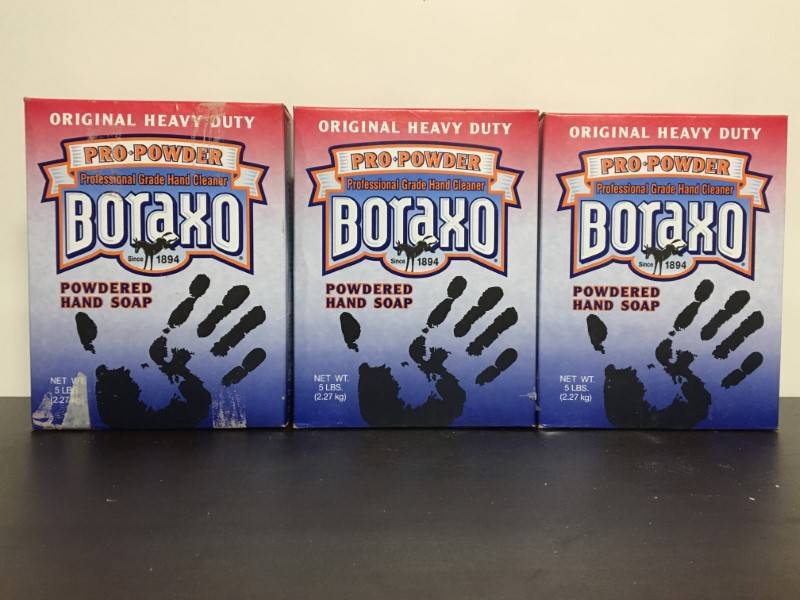 ORIGINAL HEAVY DUTY
PRO•POWDER
Professional Grade Hand Cleaner
BORAXO
Since 1894
POWDERED
HAND SOAP
NET WT.
5 LBS.
(2.27
ORIGINAL HEAVY DUTY
PRO•POWDER
Professional Grade Hand Cleaner
BORAXO
Since 1894
POWDERED
HAND SOAP
NET WT.
5 LBS.
(2.27 kg)
ORIGINAL HEAVY DUTY
PRO•POWDER
Professional Grade Hand Cleaner
BORAXO
Since 1894
POWDERED
HAND SOAP
NET WT.
5 LBS.
(2.27 kg)